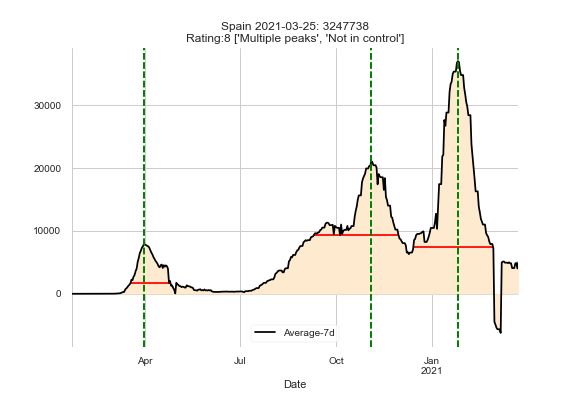 Spain 2021-03-25: 3247738
Rating:8 ['Multiple peaks', 'Not in control']
30000
20000
10000
0
Average-7d
Apr
Jul
Oct
Jan
2021
Date